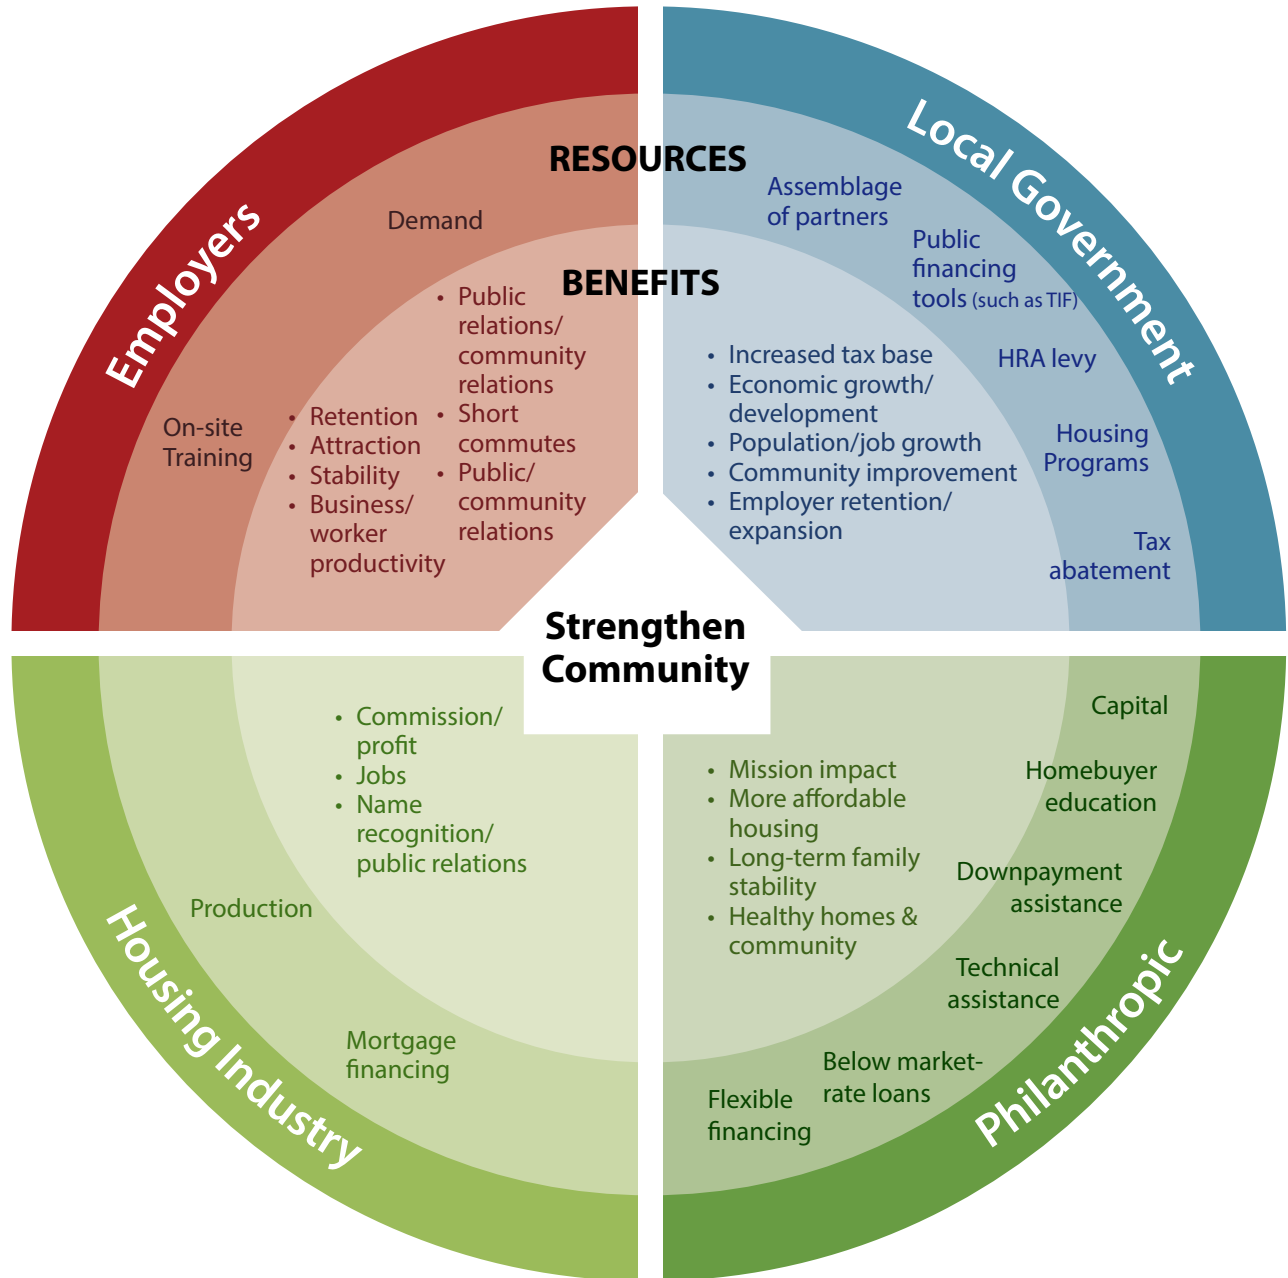 RESOURCES
BENEFITS
Employers
Demand
On-site
Training
• Retention
• Attraction
• Stability
• Business/
worker
productivity
• Public
relations/
community
relations
• Short
commutes
• Public/
community
relations
Local Government
Assemblage
of partners
Public
financing
tools (such as TIF)
HRA levy
Housing
Programs
Tax
abatement
• Increased tax base
• Economic growth/
development
• Population/job growth
• Community improvement
• Employer retention/
expansion
Strengthen
Community
Housing Industry
• Commission/
profit
• Jobs
• Name
recognition/
public relations
Production
Mortgage
financing
Philanthropic
• Mission impact
• More affordable
housing
• Long-term family
stability
• Healthy homes &
community
Capital
Homebuyer
education
Downpayment
assistance
Technical
assistance
Below market-
rate loans
Flexible
financing